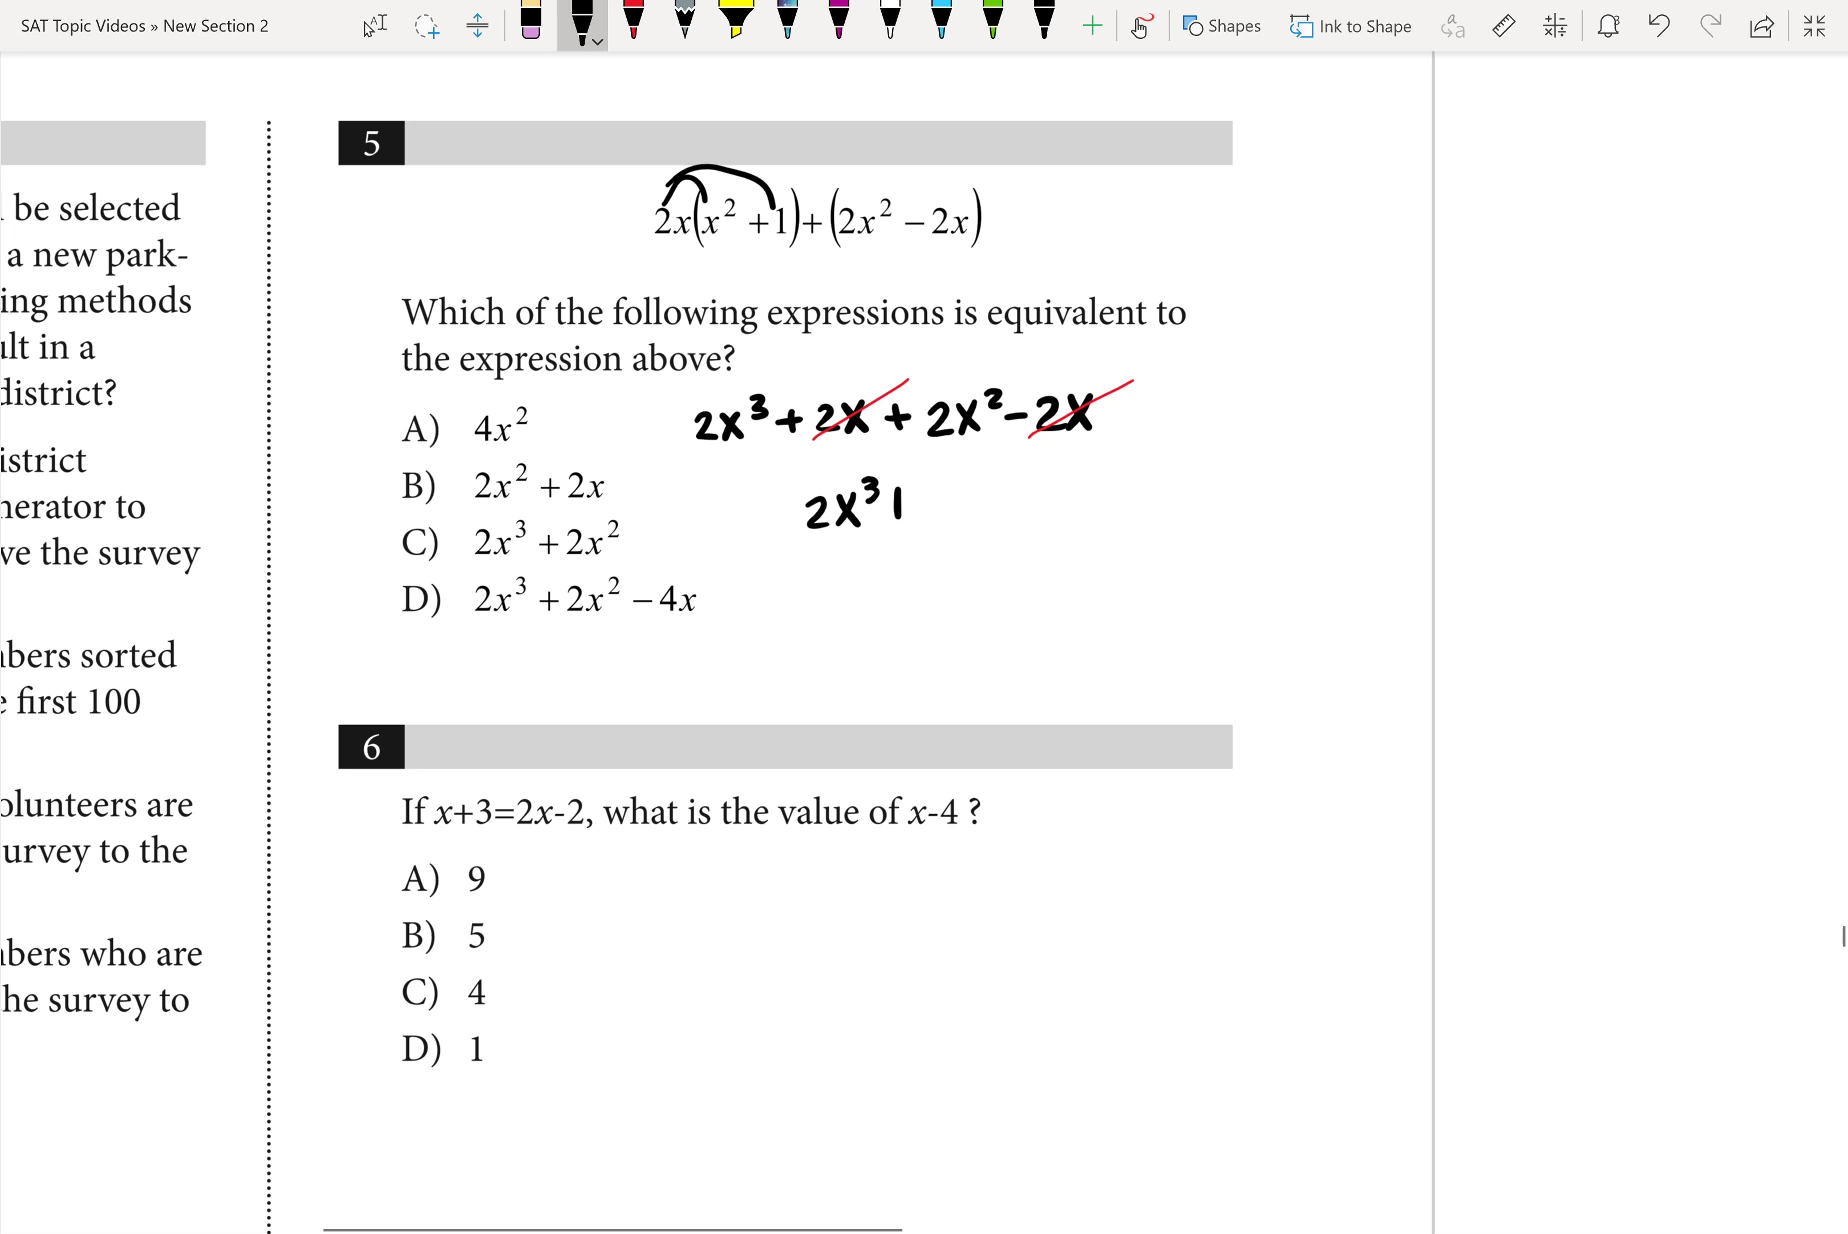 SAT Topic Videos » New Section 2
Shapes
Ink to Shape
be selected
a new park-
ing methods
ult in a
district?
istrict
nerator to
ve the survey
nbers sorted
e first 100
olunteers are
urvey to the
nbers who are
he survey to
5
2x(x² + 1) + (2x² − 2x)
Which of the following expressions is equivalent to
the expression above?
A) 4x²
B) 2x² + 2x
C) 2x³ + 2x²
D) 2x³ + 2x² − 4x
2x³ + 2x + 2x² - 2x
2x³ I
6
If x+3=2x-2, what is the value of x-4 ?
A) 9
B) 5
C) 4
D) 1